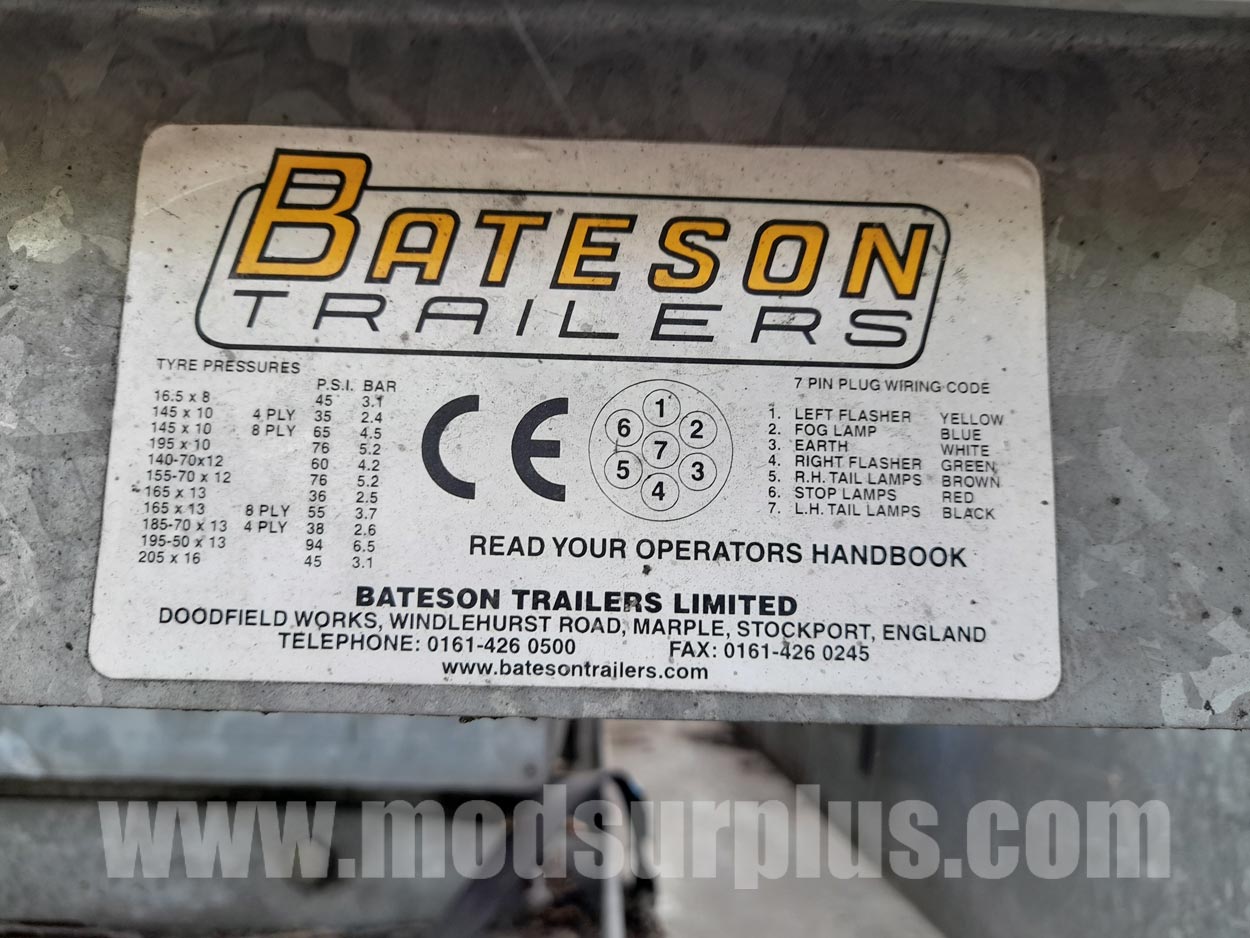 BATESON
TRAILERS
TYRE PRESSURES
P.S.I. BAR
16.5 x 8 45 3.1
145 x 10 4 PLY 35 2.4
145 x 10 8 PLY 65 4.5
195 x 10 76 5.2
140-70x12 60 4.2
155-70 x 12 76 5.2
165 x 13 36 2.5
165 x 13 8 PLY 55 3.7
185-70 x 13 4 PLY 38 2.6
195-50 x 13 94 6.5
205 x 16 45 3.1
CE
1
6 2
7
5 3
4
7 PIN PLUG WIRING CODE
1. LEFT FLASHER YELLOW
2. FOG LAMP BLUE
3. EARTH WHITE
4. RIGHT FLASHER GREEN
5. R.H. TAIL LAMPS BROWN
6. STOP LAMPS RED
7. L.H. TAIL LAMPS BLACK
READ YOUR OPERATORS HANDBOOK
BATESON TRAILERS LIMITED
DOODFIELD WORKS, WINDLEHURST ROAD, MARPLE, STOCKPORT, ENGLAND
TELEPHONE: 0161-426 0500 FAX: 0161-426 0245
www.batesontrailers.com
www.modsurplus.com